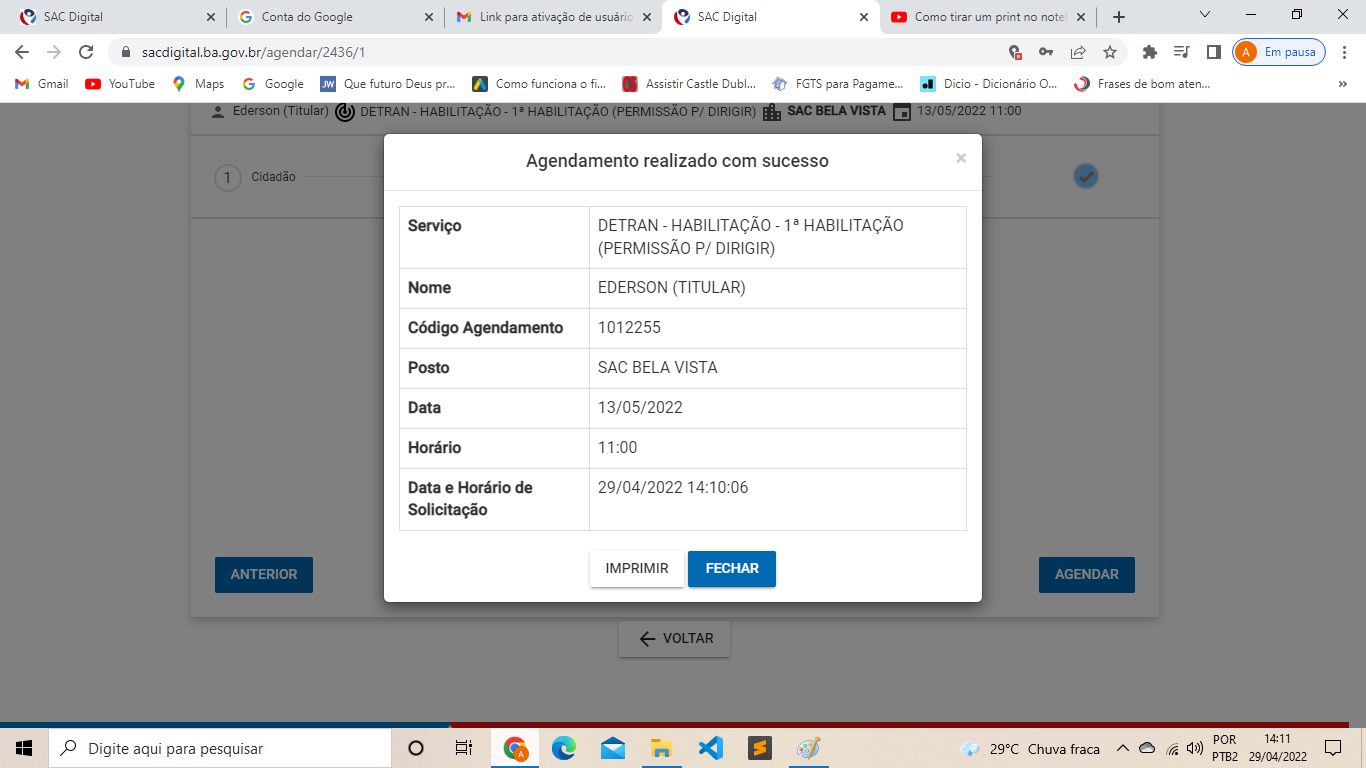 SAC Digital
Conta do Google
Link para ativação de usuário
SAC Digital
Como tirar um print no note
sacdigital.ba.gov.br/agendar/2436/1
A Em pausa
Gmail
YouTube
Maps
Google
JW Que futuro Deus pr...
Como funciona o fi...
Assistir Castle Dubl...
FGTS para Pagame...
Dicio - Dicionário O...
Frases de bom aten...
»
Ederson (Titular) DETRAN - HABILITAÇÃO - 1ª HABILITAÇÃO (PERMISSÃO P/ DIRIGIR) SAC BELA VISTA 13/05/2022 11:00
1 Cidadão
Agendamento realizado com sucesso ×
Serviço DETRAN - HABILITAÇÃO - 1ª HABILITAÇÃO
(PERMISSÃO P/ DIRIGIR)
Nome EDERSON (TITULAR)
Código Agendamento 1012255
Posto SAC BELA VISTA
Data 13/05/2022
Horário 11:00
Data e Horário de 29/04/2022 14:10:06
Solicitação
IMPRIMIR FECHAR
ANTERIOR AGENDAR
VOLTAR
Digite aqui para pesquisar
A
29°C Chuva fraca
POR
PTB2
14:11
29/04/2022